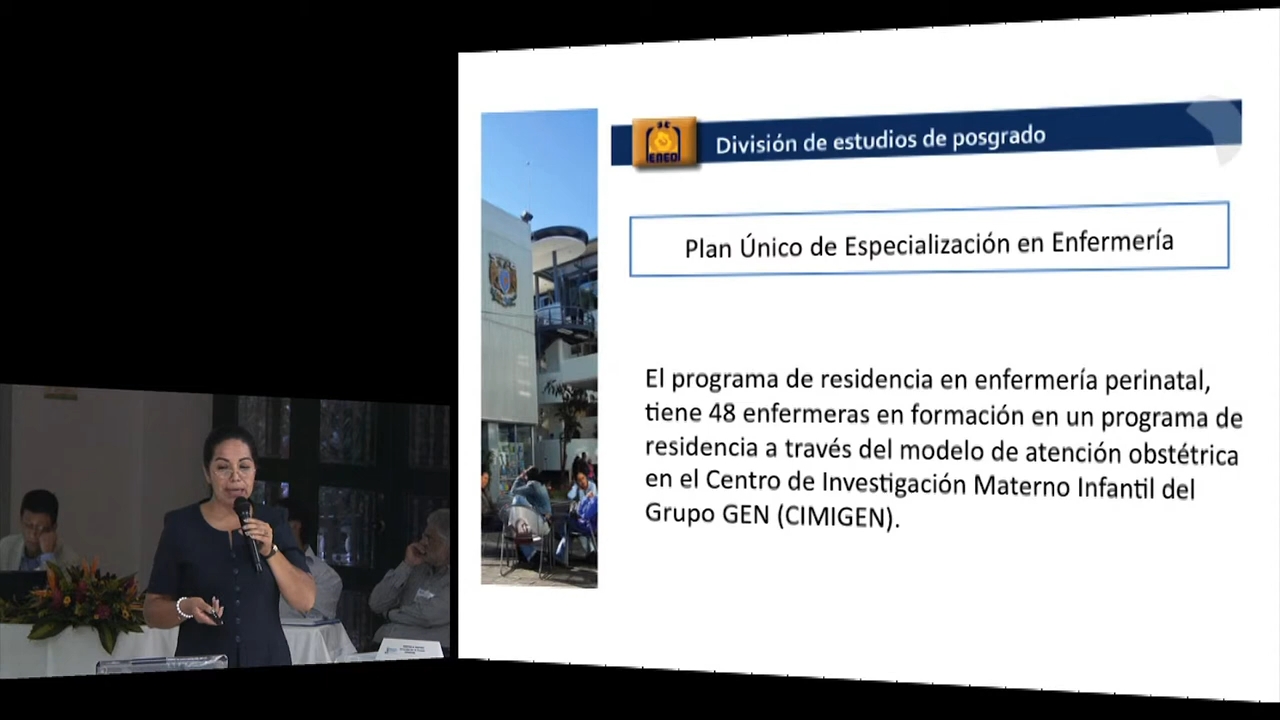 ENEO
División de estudios de posgrado
Plan Único de Especialización en Enfermería
El programa de residencia en enfermería perinatal,
tiene 48 enfermeras en formación en un programa de
residencia a través del modelo de atención obstétrica
en el Centro de Investigación Materno Infantil del
Grupo GEN (CIMIGEN).